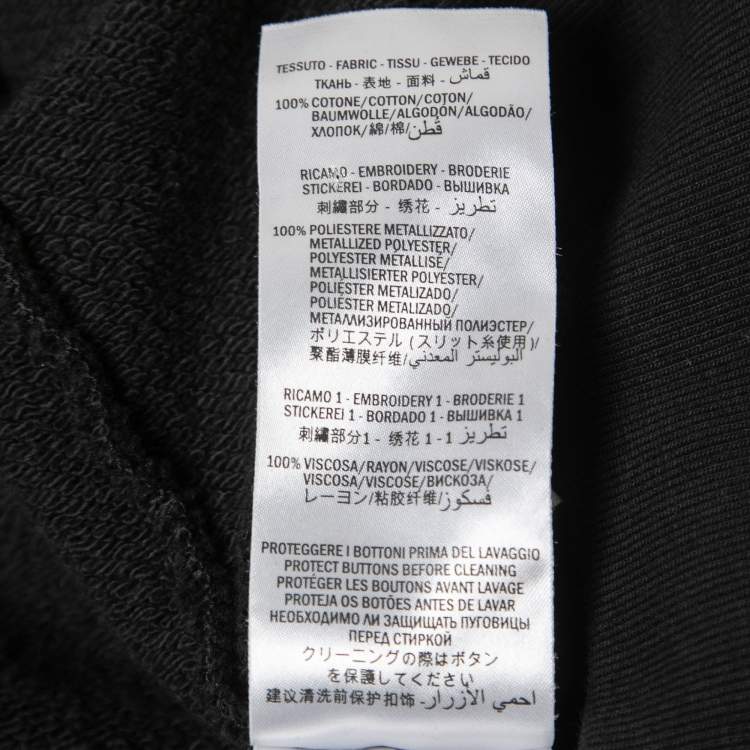 TESSUTO - FABRIC - TISSU - GEWEBE - TECIDO
ТКАНЬ - 表地 - 面料 - قماش
100% COTONE/COTTON/COTON/
BAUMWOLLE/ALGODÓN/ALGODÃO/
ХЛОПОК/綿/棉/قُطن
RICAMO - EMBROIDERY - BRODERIE
STICKEREI - BORDADO - ВЫШИВКА
刺繍部分 - 绣花 - تطريز
100% POLIESTERE METALLIZZATO/
METALLIZED POLYESTER/
POLYESTER MÉTALLISÉ/
METALLISIERTER POLYESTER/
POLIÉSTER METALIZADO/
POLIÉSTER METALIZADO/
МЕТАЛЛИЗИРОВАННЫЙ ПОЛИЭСТЕР/
ポリエステル (スリット糸使用)/
聚酯薄膜纤维/البوليستر المعدني
RICAMO 1 - EMBROIDERY 1 - BRODERIE 1
STICKEREI 1 - BORDADO 1 - ВЫШИВКА 1
刺繍部分1 - 绣花 1 - تطريز 1
100% VISCOSA/RAYON/VISCOSE/VISKOSE/
VISCOSA/VISCOSE/ВИСКОЗА/
レーヨン/粘胶纤维/فسكوز
PROTEGGERE I BOTTONI PRIMA DEL LAVAGGIO
PROTECT BUTTONS BEFORE CLEANING
PROTÉGER LES BOUTONS AVANT LAVAGE
PROTEJA OS BOTÕES ANTES DE LAVAR
НЕОБХОДИМО ЛИ ЗАЩИЩАТЬ ПУГОВИЦЫ
ПЕРЕД СТИРКОЙ
クリーニングの際はボタン
を保護してください
建议清洗前保护扣饰 - احمي الأزرار